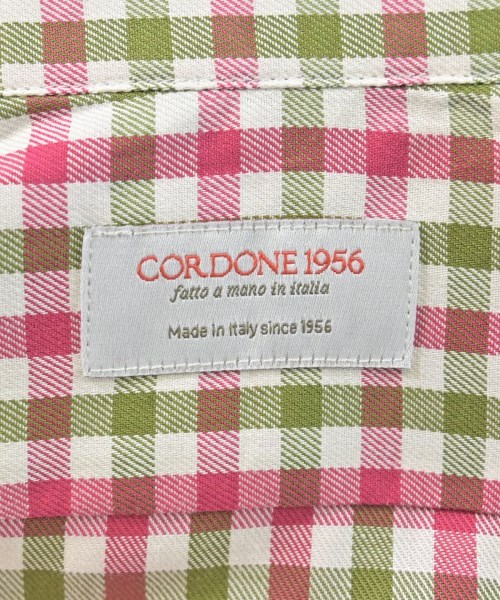 CORDONE 1956
fatto a mano in italia
Made in Italy since 1956